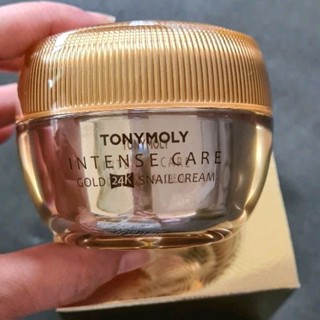 TONYMOLY
INTENSE CARE
GOLD 24K SNAIL CREAM